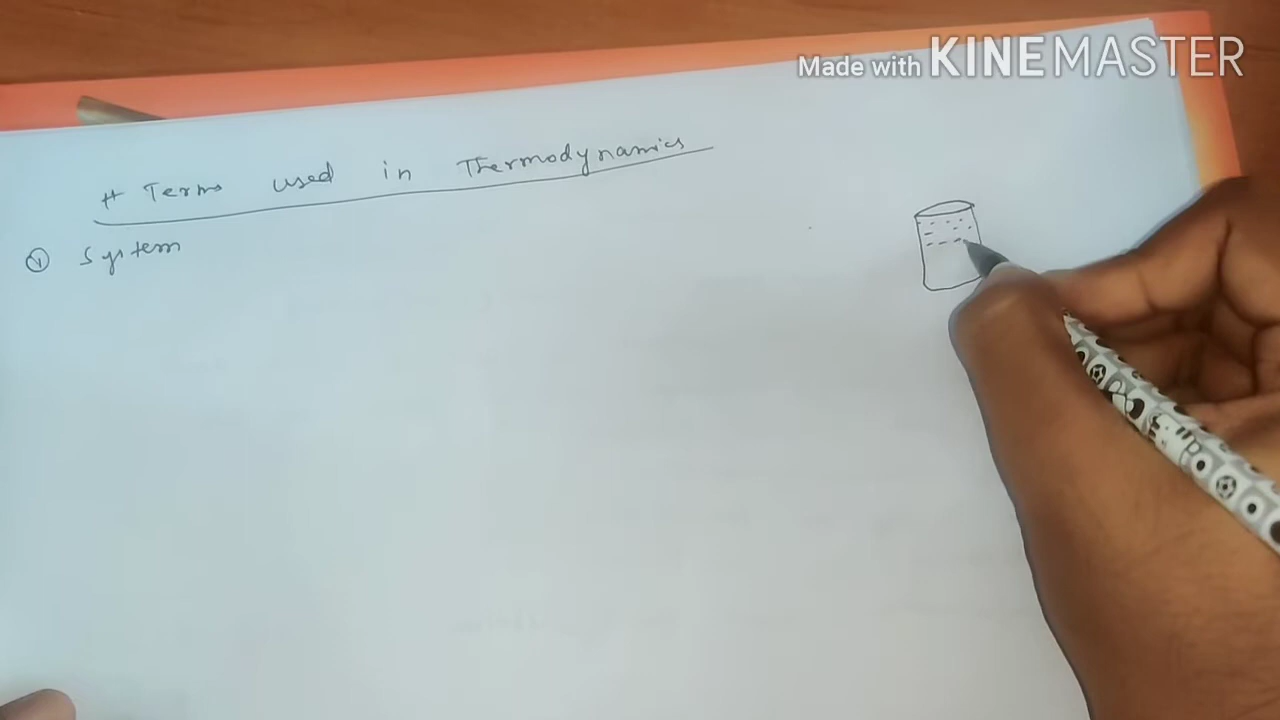 Made with KINEMASTER
# Terms used in Thermodynamics
① System